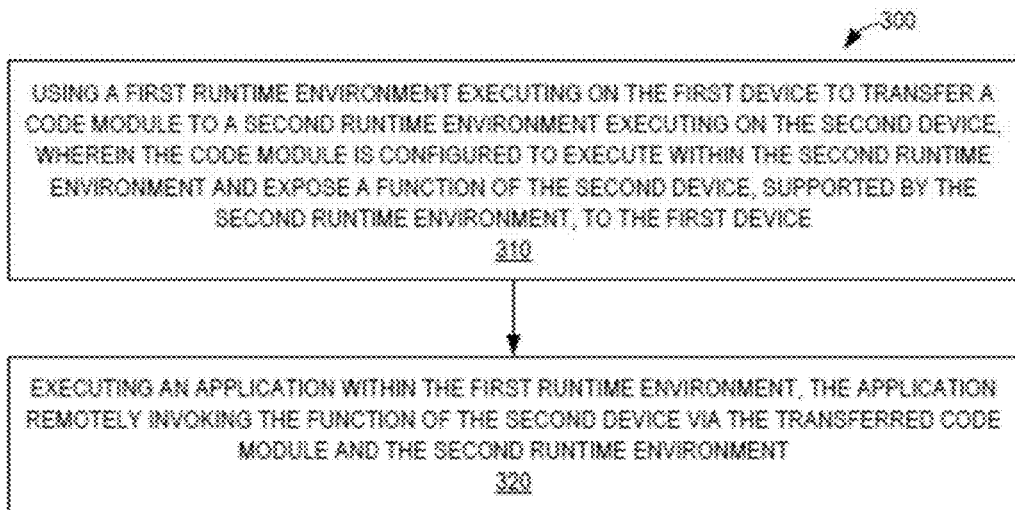 300
USING A FIRST RUNTIME ENVIRONMENT EXECUTING ON THE FIRST DEVICE TO TRANSFER A
CODE MODULE TO A SECOND RUNTIME ENVIRONMENT EXECUTING ON THE SECOND DEVICE,
WHEREIN THE CODE MODULE IS CONFIGURED TO EXECUTE WITHIN THE SECOND RUNTIME
ENVIRONMENT AND EXPOSE A FUNCTION OF THE SECOND DEVICE, SUPPORTED BY THE
SECOND RUNTIME ENVIRONMENT, TO THE FIRST DEVICE
310
EXECUTING AN APPLICATION WITHIN THE FIRST RUNTIME ENVIRONMENT, THE APPLICATION
REMOTELY INVOKING THE FUNCTION OF THE SECOND DEVICE VIA THE TRANSFERRED CODE
MODULE AND THE SECOND RUNTIME ENVIRONMENT
320